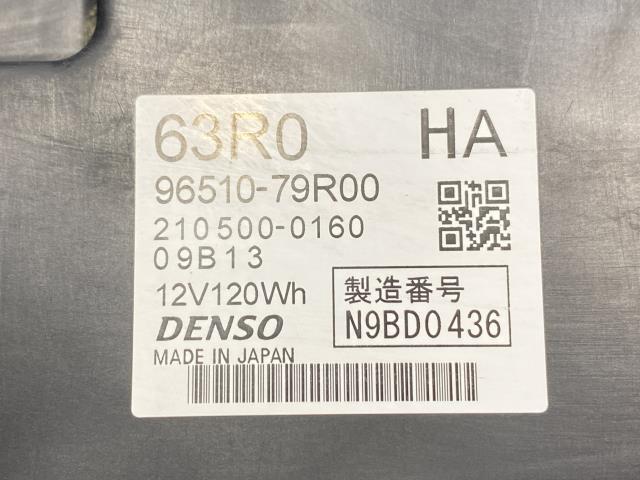 63R0 HA
96510-79R00
210500-0160
09B13
12V120Wh
製造番号
N9BD0436
DENSO
MADE IN JAPAN